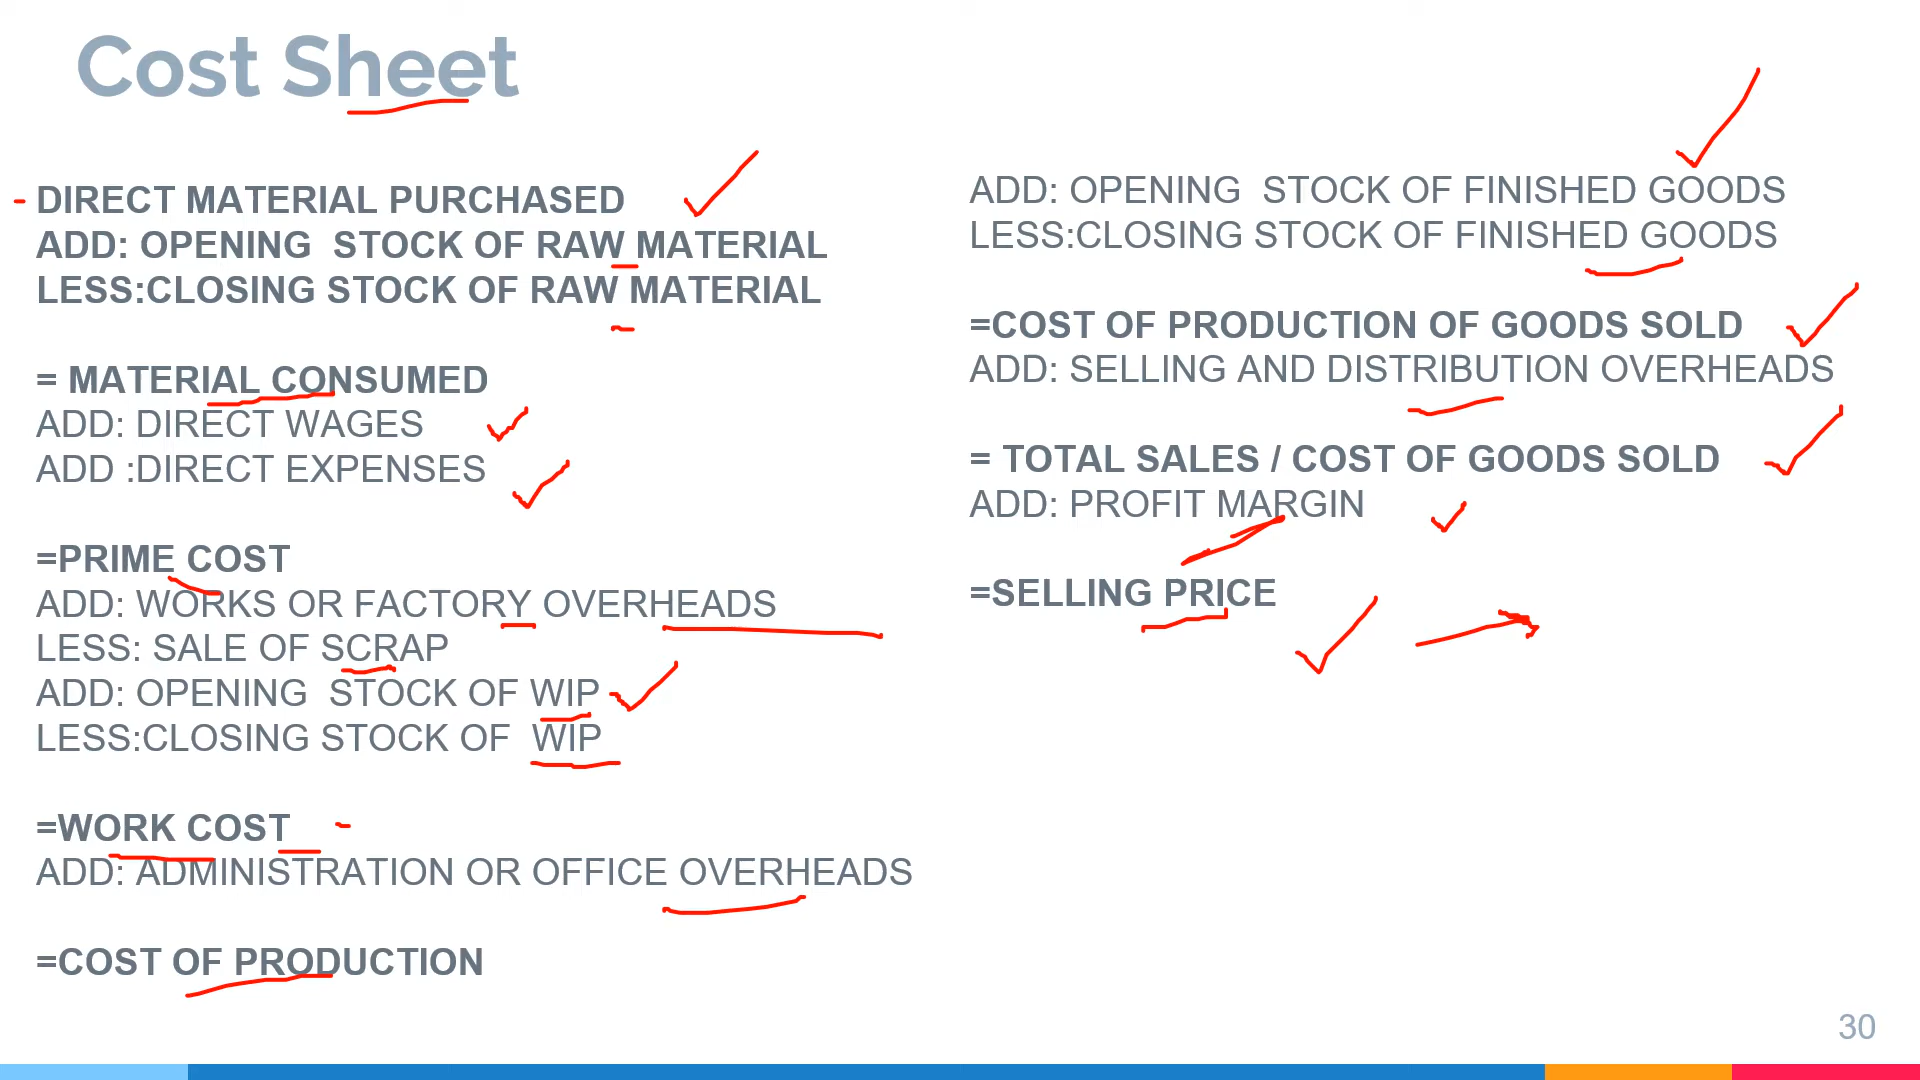 Cost Sheet
DIRECT MATERIAL PURCHASED
ADD: OPENING STOCK OF RAW MATERIAL
LESS:CLOSING STOCK OF RAW MATERIAL
= MATERIAL CONSUMED
ADD: DIRECT WAGES
ADD :DIRECT EXPENSES
=PRIME COST
ADD: WORKS OR FACTORY OVERHEADS
LESS: SALE OF SCRAP
ADD: OPENING STOCK OF WIP
LESS:CLOSING STOCK OF WIP
=WORK COST
ADD: ADMINISTRATION OR OFFICE OVERHEADS
=COST OF PRODUCTION
ADD: OPENING STOCK OF FINISHED GOODS
LESS:CLOSING STOCK OF FINISHED GOODS
=COST OF PRODUCTION OF GOODS SOLD
ADD: SELLING AND DISTRIBUTION OVERHEADS
= TOTAL SALES / COST OF GOODS SOLD
ADD: PROFIT MARGIN
=SELLING PRICE
30